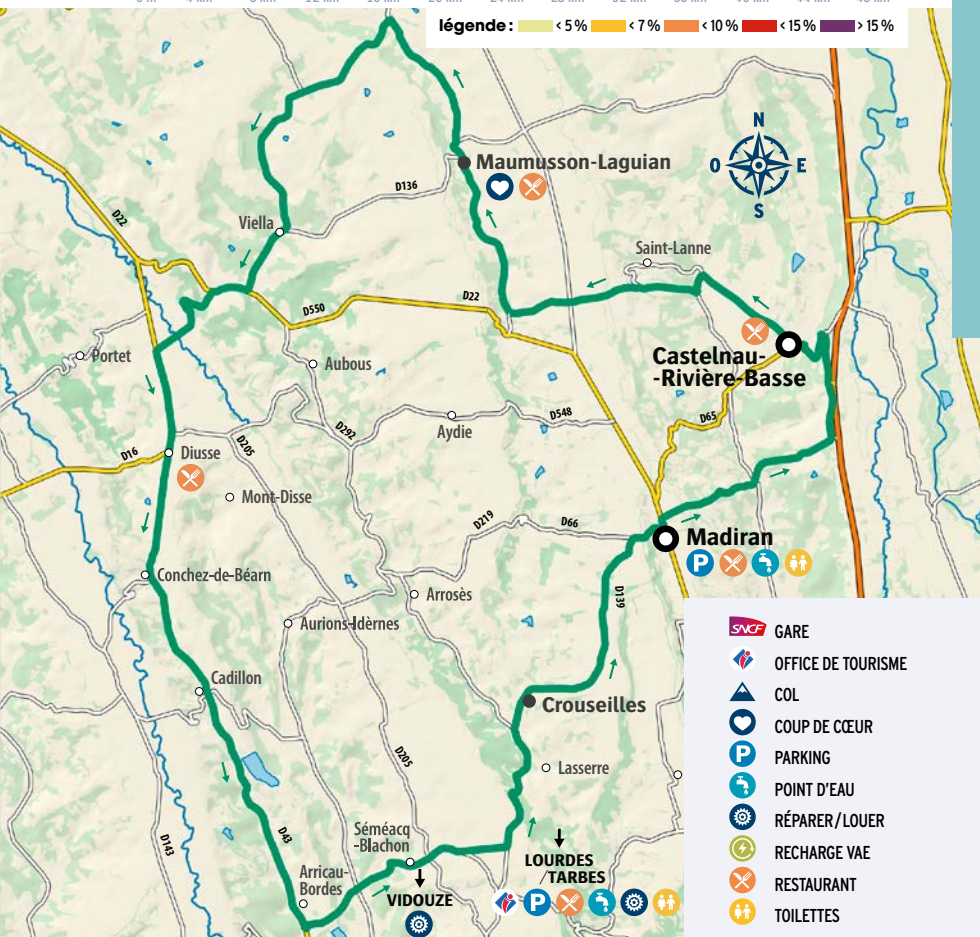 légende :
< 5 %
< 7 %
< 10 %
< 15 %
> 15 %
N
O
E
S
Maumusson-Laguian
D136
D22
Viella
Saint-Lanne
D550
D22
Castelnau-
-Rivière-Basse
Portet
Aubous
D65
D548
Aydie
D292
D205
D16
Diusse
Mont-Disse
D219
D66
Madiran
P
Conchez-de-Béarn
Arrosès
D139
Aurions-Idèrnes
Cadillon
Crouseilles
D205
Lasserre
D43
D143
Séméacq
-Blachon
LOURDES
/TARBES
Arricau-
Bordes
VIDOUZE
P
SNCF GARE
OFFICE DE TOURISME
COL
COUP DE CŒUR
P PARKING
POINT D'EAU
RÉPARER/LOUER
RECHARGE VAE
RESTAURANT
TOILETTES